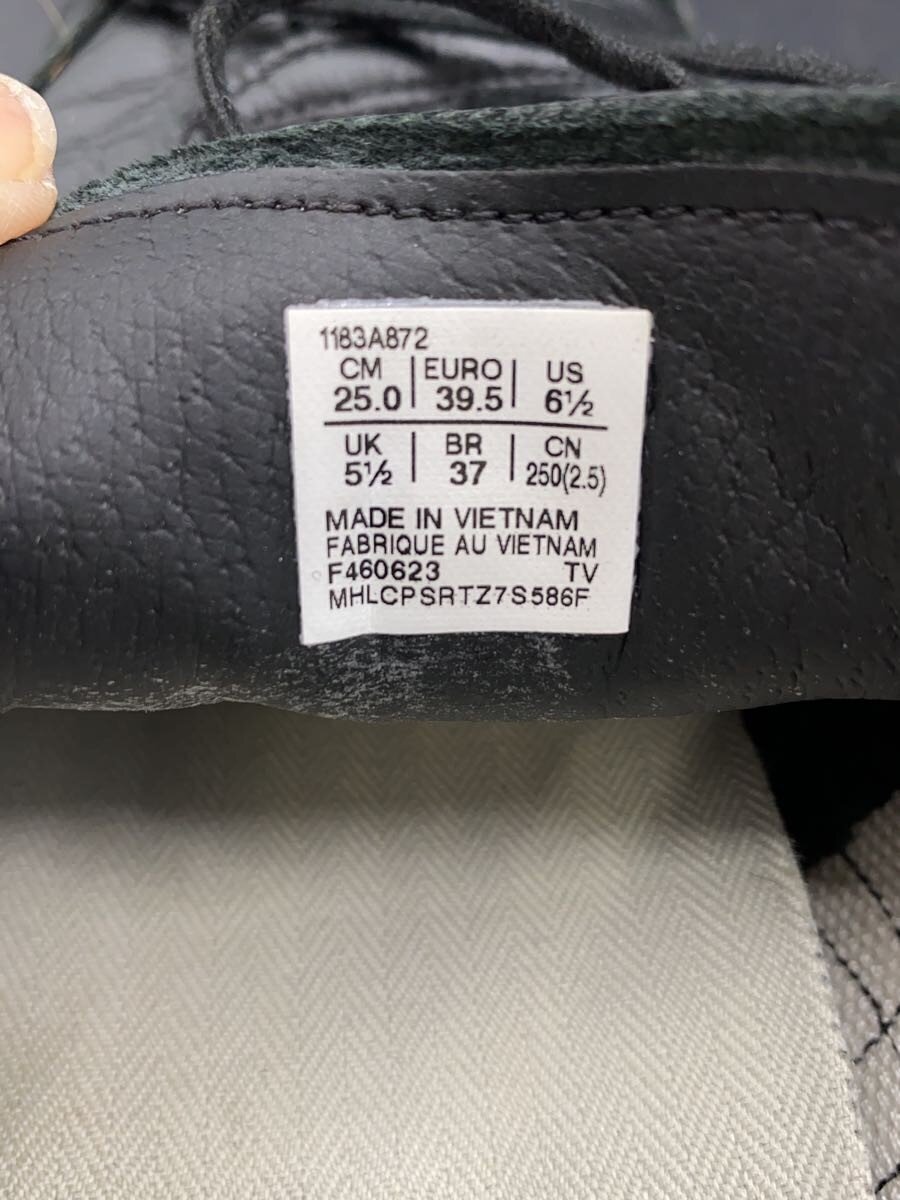 1183A872
CM | EURO | US
25.0 | 39.5 | 6½
UK | BR | CN
5½ | 37 | 250(2.5)
MADE IN VIETNAM
FABRIQUE AU VIETNAM
F460623 TV
MHLCPSRTZ7S586F